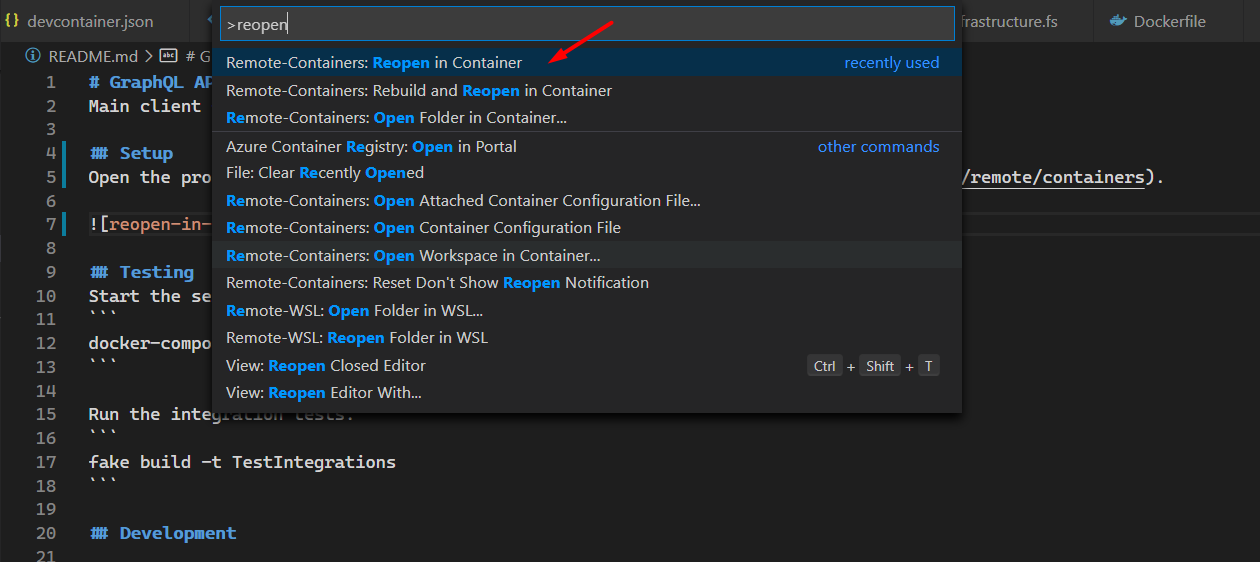 devcontainer.json
>reopen
frastructure.fs
Dockerfile
README.md > # G
Remote-Containers: Reopen in Container recently used
Remote-Containers: Rebuild and Reopen in Container
Remote-Containers: Open Folder in Container...
Azure Container Registry: Open in Portal other commands
File: Clear Recently Opened
Remote-Containers: Open Attached Container Configuration File...
Remote-Containers: Open Container Configuration File
Remote-Containers: Open Workspace in Container...
Remote-Containers: Reset Don't Show Reopen Notification
Remote-WSL: Open Folder in WSL...
Remote-WSL: Reopen Folder in WSL
View: Reopen Closed Editor Ctrl + Shift + T
View: Reopen Editor With...
1 # GraphQL AP
2 Main client
3
4 ## Setup
5 Open the pro /remote/containers).
6
7 ![reopen-in-
8
9 ## Testing
10 Start the se
11 ```
12 docker-compo
13 ```
14
15 Run the integration tests:
16 ```
17 fake build -t TestIntegrations
18 ```
19
20 ## Development
21